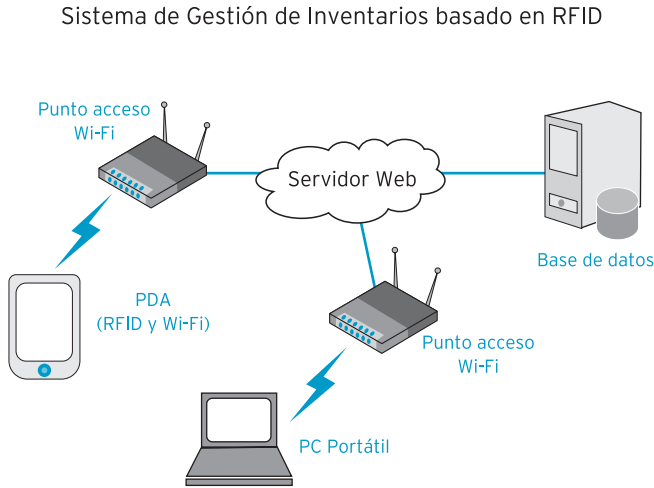 Sistema de Gestión de Inventarios basado en RFID
Punto acceso
Wi-Fi
Servidor Web
Base de datos
PDA
(RFID y Wi-Fi)
Punto acceso
Wi-Fi
PC Portátil